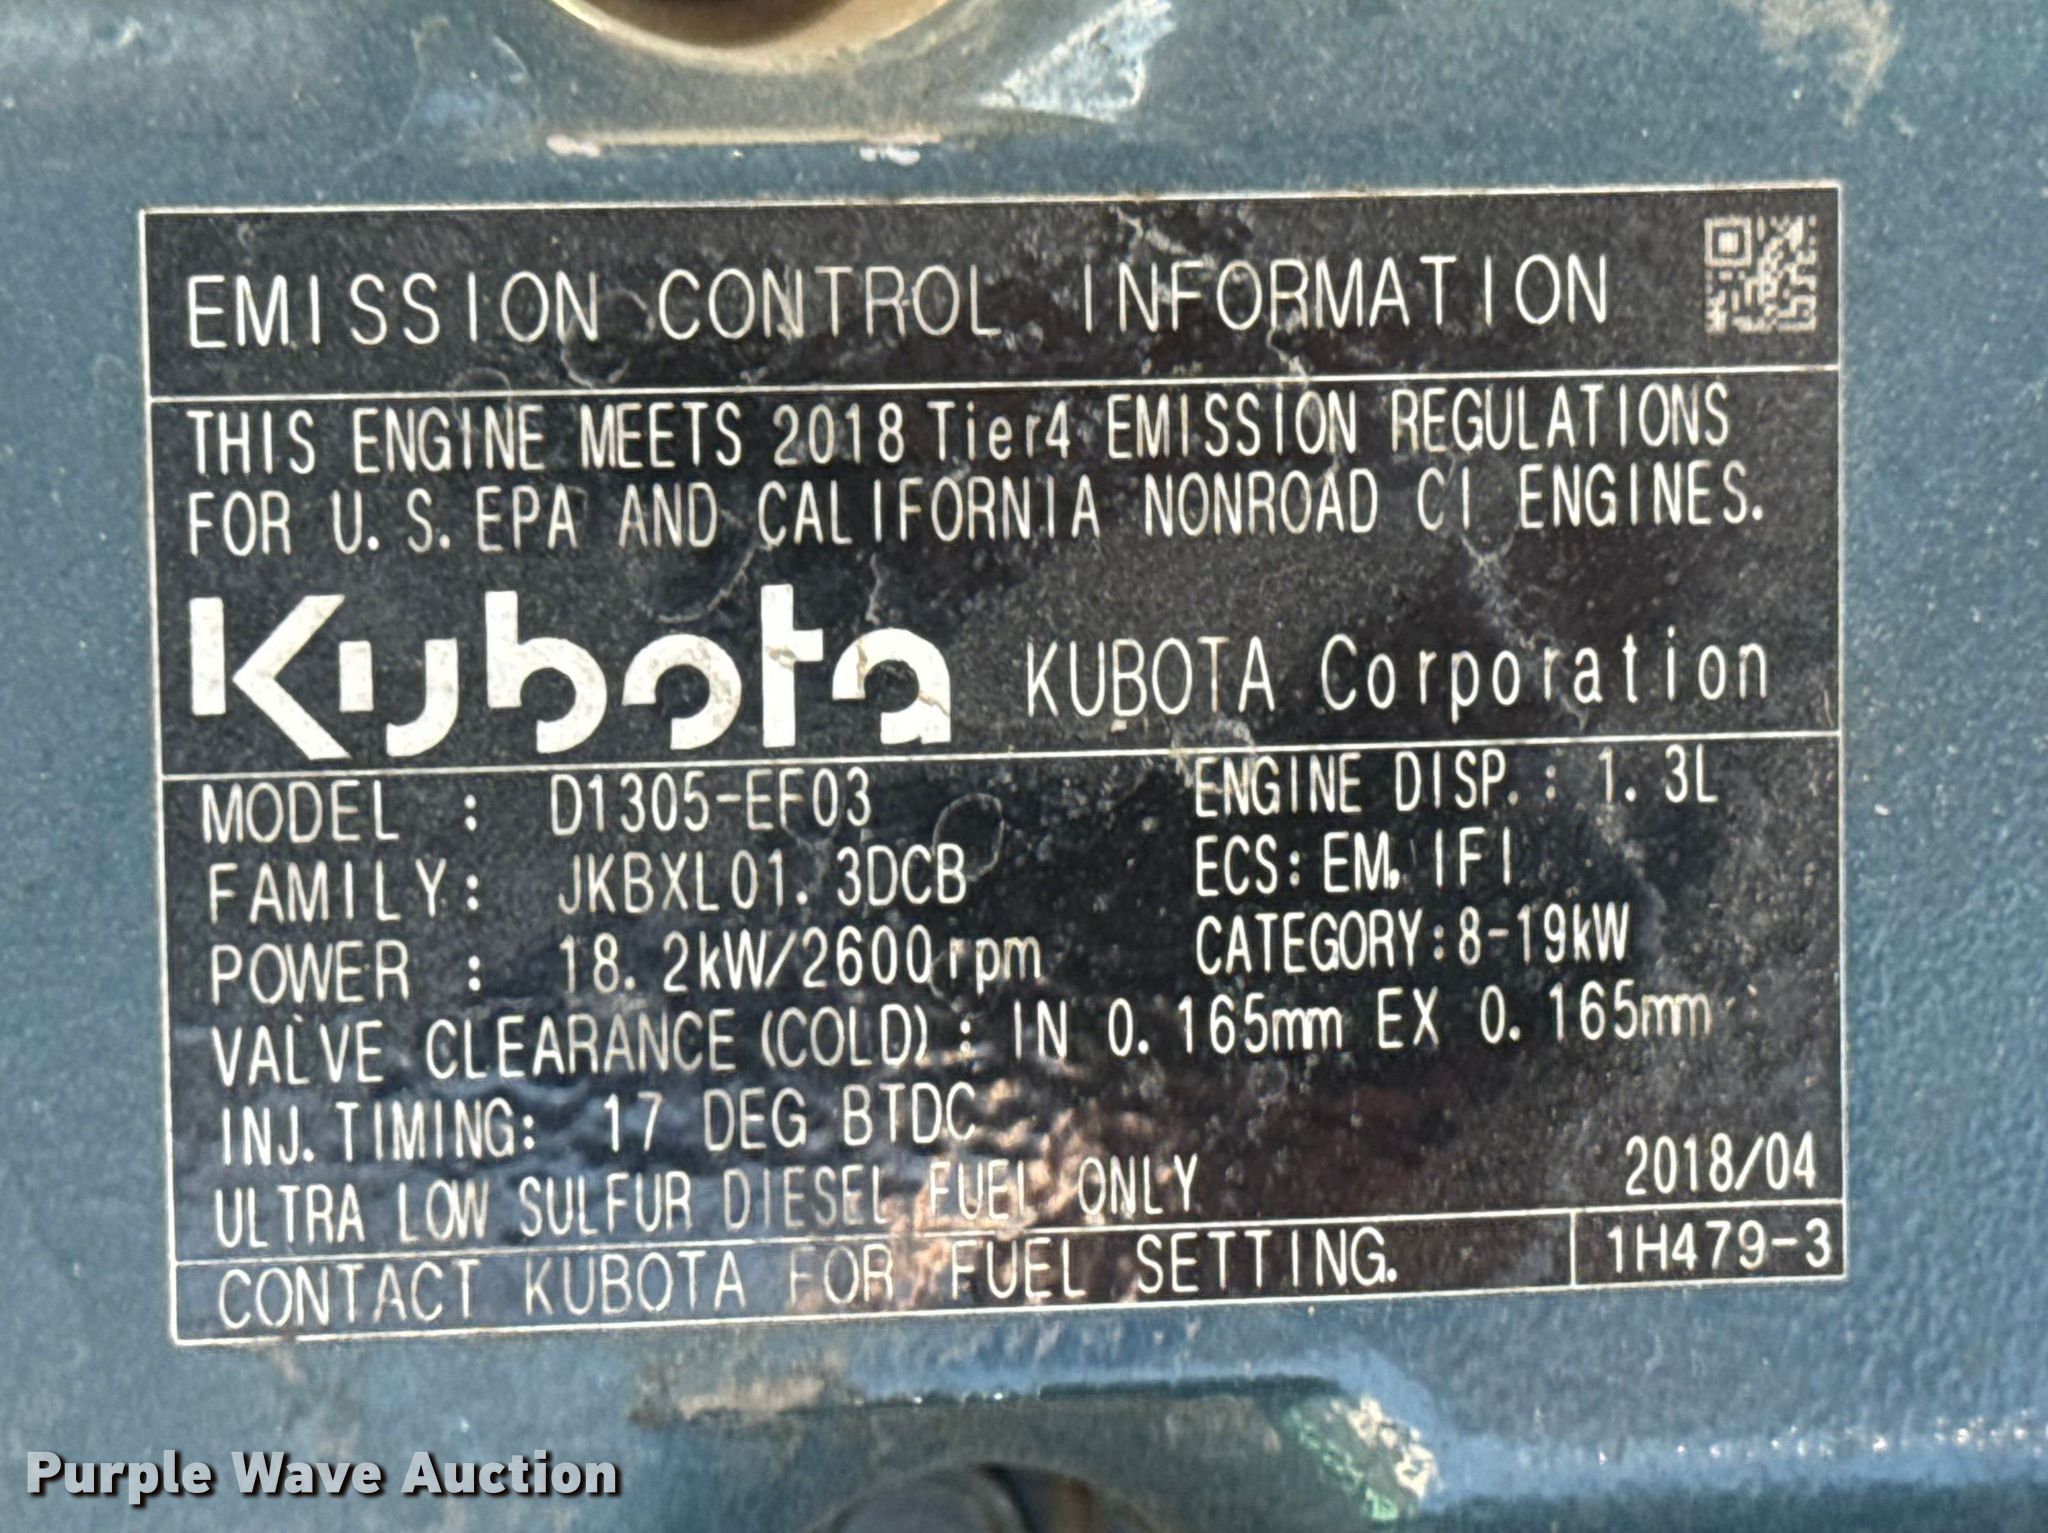 EMISSION CONTROL INFORMATION
THIS ENGINE MEETS 2018 Tier4 EMISSION REGULATIONS
FOR U.S. EPA AND CALIFORNIA NONROAD CI ENGINES.
Kubota KUBOTA Corporation
MODEL : D1305-EF03 ENGINE DISP. : 1.3L
FAMILY: JKBXL01.3DCB ECS: EM, IFI
POWER : 18.2kW/2600rpm CATEGORY:8-19kW
VALVE CLEARANCE (COLD) : IN 0.165mm EX 0.165mm
INJ. TIMING: 17 DEG BTDC
ULTRA LOW SULFUR DIESEL FUEL ONLY 2018/04
CONTACT KUBOTA FOR FUEL SETTING. 1H479-3
Purple Wave Auction